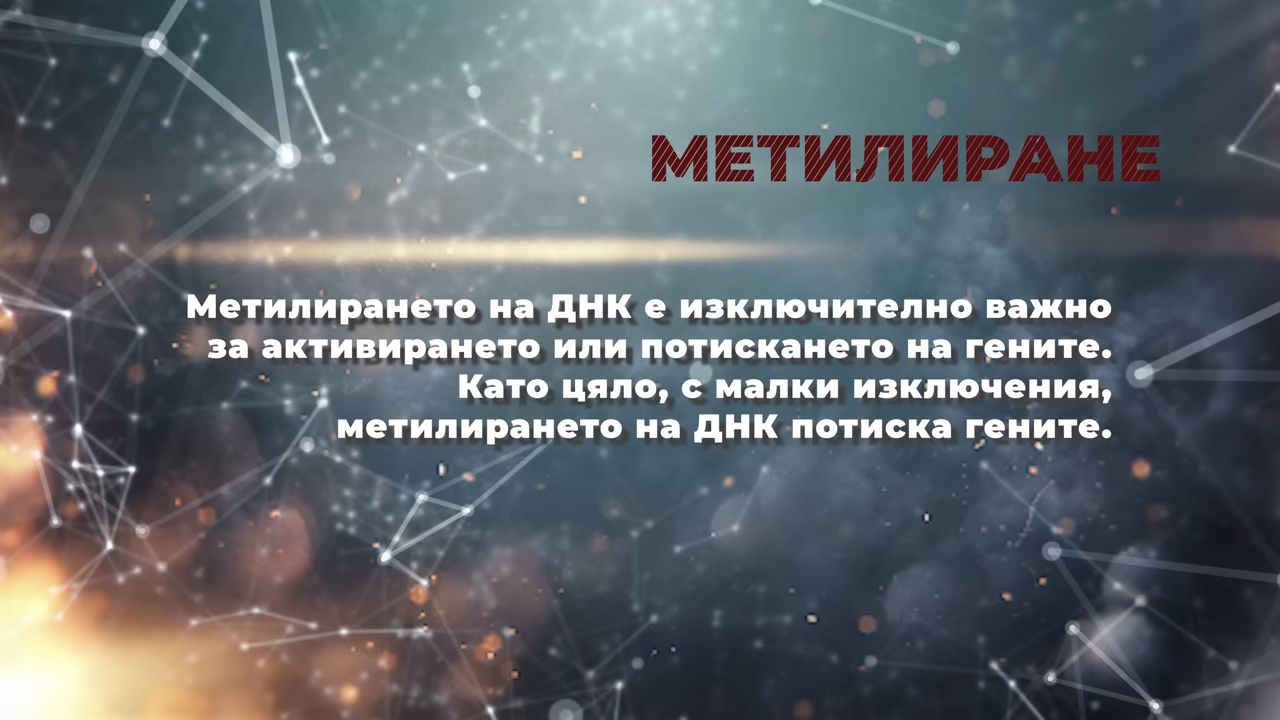 МЕТИЛИРАНЕ
Метилирането на ДНК е изключително важно
за активирането или потискането на гените.
Като цяло, с малки изключения,
метилирането на ДНК потиска гените.